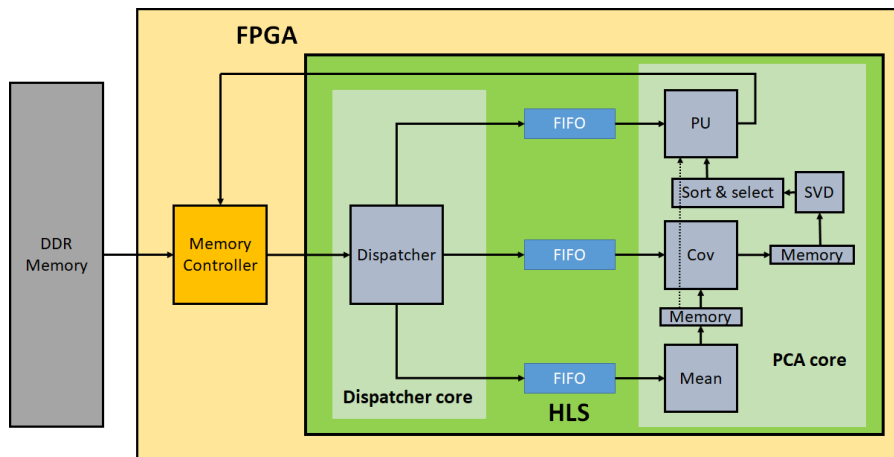 FPGA
FIFO
PU
Sort & select
SVD
DDR
Memory
Memory
Controller
Dispatcher
FIFO
Cov
Memory
Memory
FIFO
Mean
PCA core
Dispatcher core
HLS